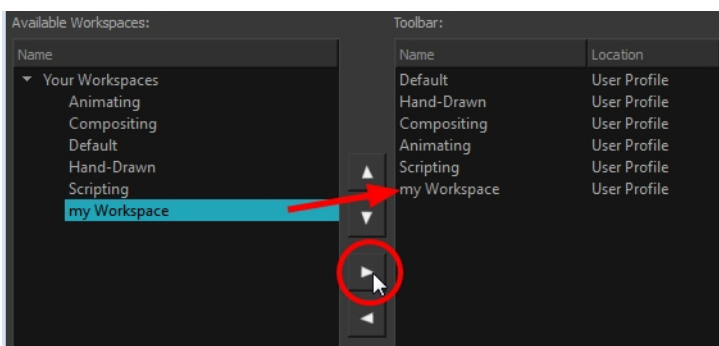 Available Workspaces:
Name
Your Workspaces
Animating
Compositing
Default
Hand-Drawn
Scripting
my Workspace
Toolbar:
Name Location
Default User Profile
Hand-Drawn User Profile
Compositing User Profile
Animating User Profile
Scripting User Profile
my Workspace User Profile